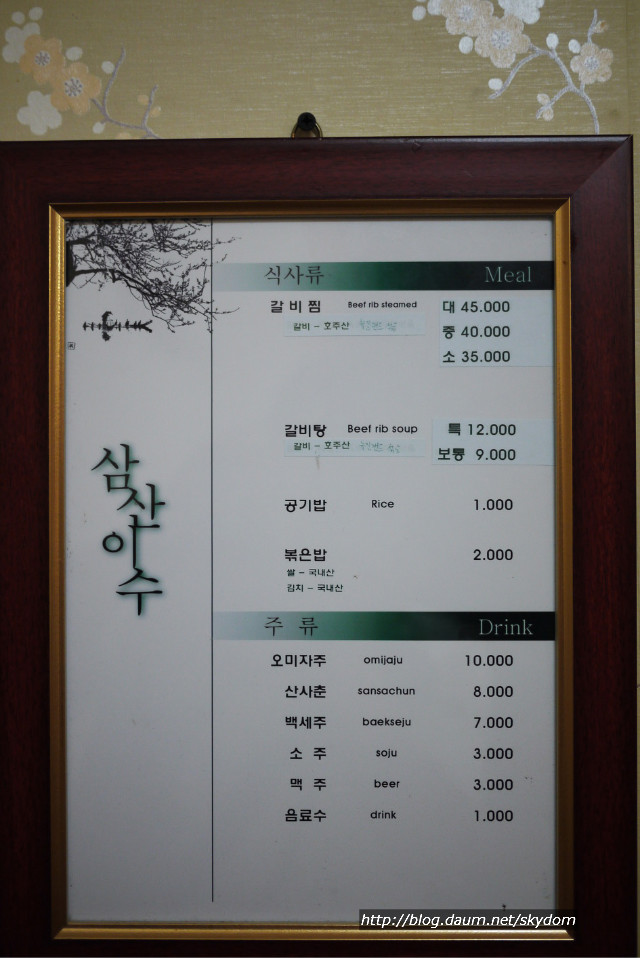 삼산이수
식사류 Meal
갈비찜 Beef rib steamed 대 45.000
갈비 - 호주산 중 40.000
소 35.000
갈비탕 Beef rib soup 특 12.000
갈비 - 호주산 보통 9.000
공기밥 Rice 1.000
볶은밥 2.000
쌀 - 국내산
김치 - 국내산
주 류 Drink
오미자주 omijaju 10.000
산사춘 sansachun 8.000
백세주 baekseju 7.000
소 주 soju 3.000
맥 주 beer 3.000
음료수 drink 1.000
http://blog.daum.net/skydom